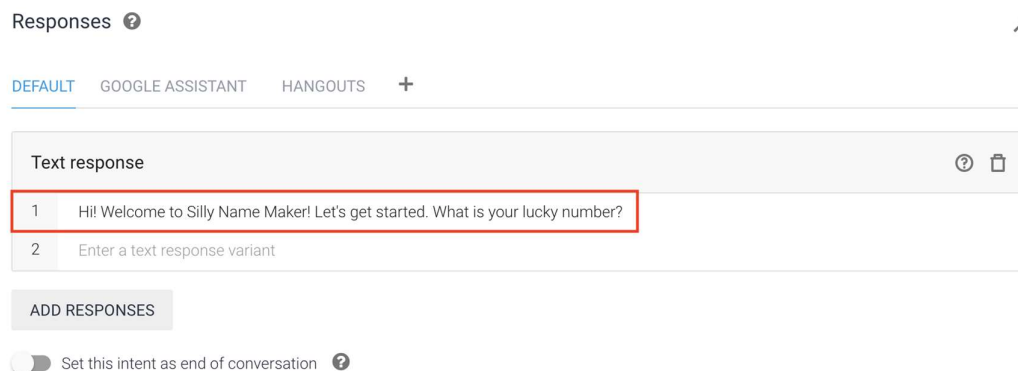 Responses ?
DEFAULT GOOGLE ASSISTANT HANGOUTS +
Text response ?
1 Hi! Welcome to Silly Name Maker! Let's get started. What is your lucky number?
2 Enter a text response variant
ADD RESPONSES
Set this intent as end of conversation ?